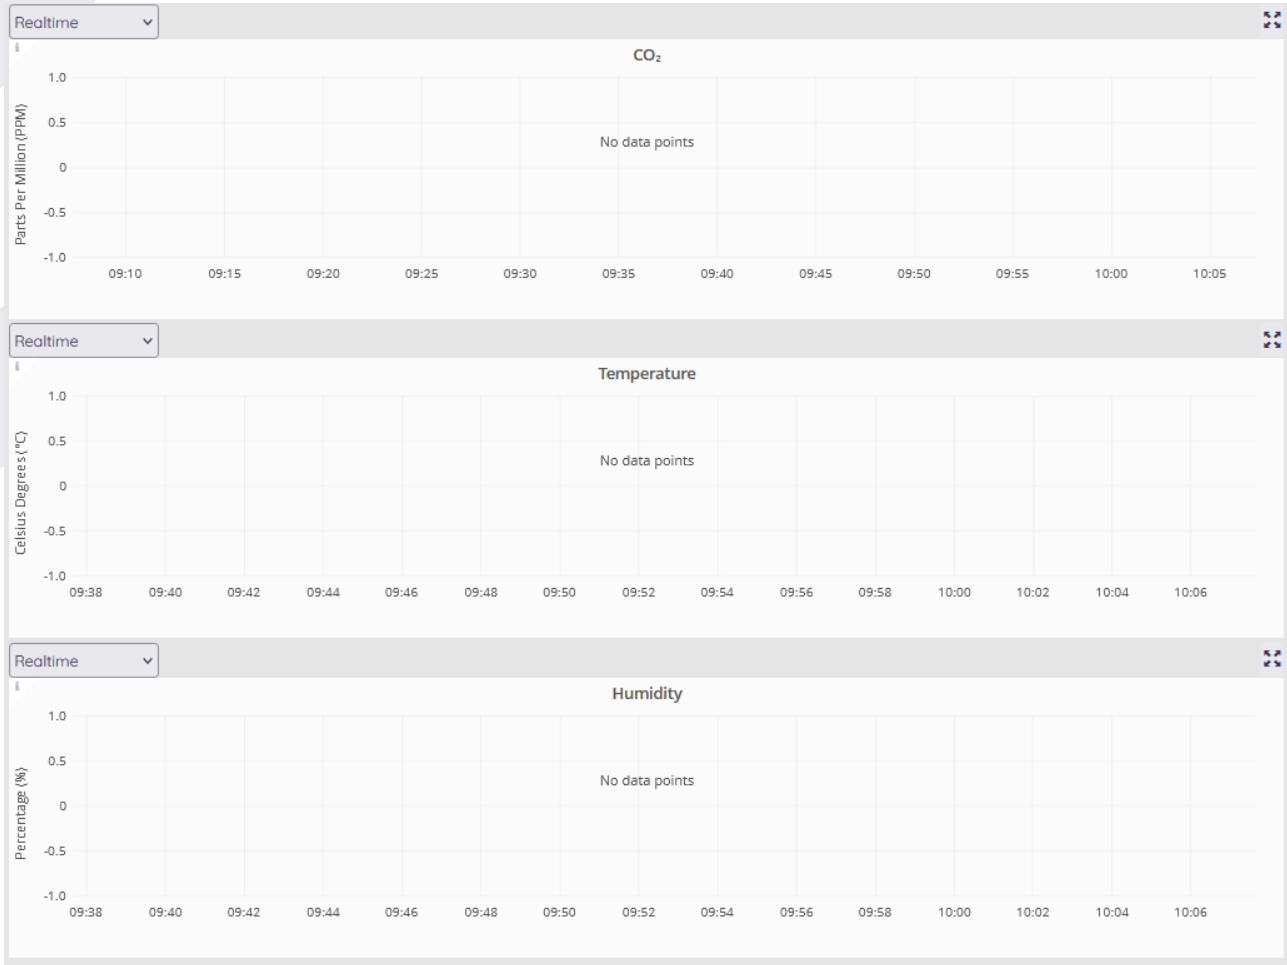 Realtime
i
CO₂
Parts Per Million (PPM)
1.0
0.5
0
-0.5
-1.0
No data points
09:10 09:15 09:20 09:25 09:30 09:35 09:40 09:45 09:50 09:55 10:00 10:05
Realtime
i
Temperature
Celsius Degrees (°C)
1.0
0.5
0
-0.5
-1.0
No data points
09:38 09:40 09:42 09:44 09:46 09:48 09:50 09:52 09:54 09:56 09:58 10:00 10:02 10:04 10:06
Realtime
i
Humidity
Percentage (%)
1.0
0.5
0
-0.5
-1.0
No data points
09:38 09:40 09:42 09:44 09:46 09:48 09:50 09:52 09:54 09:56 09:58 10:00 10:02 10:04 10:06